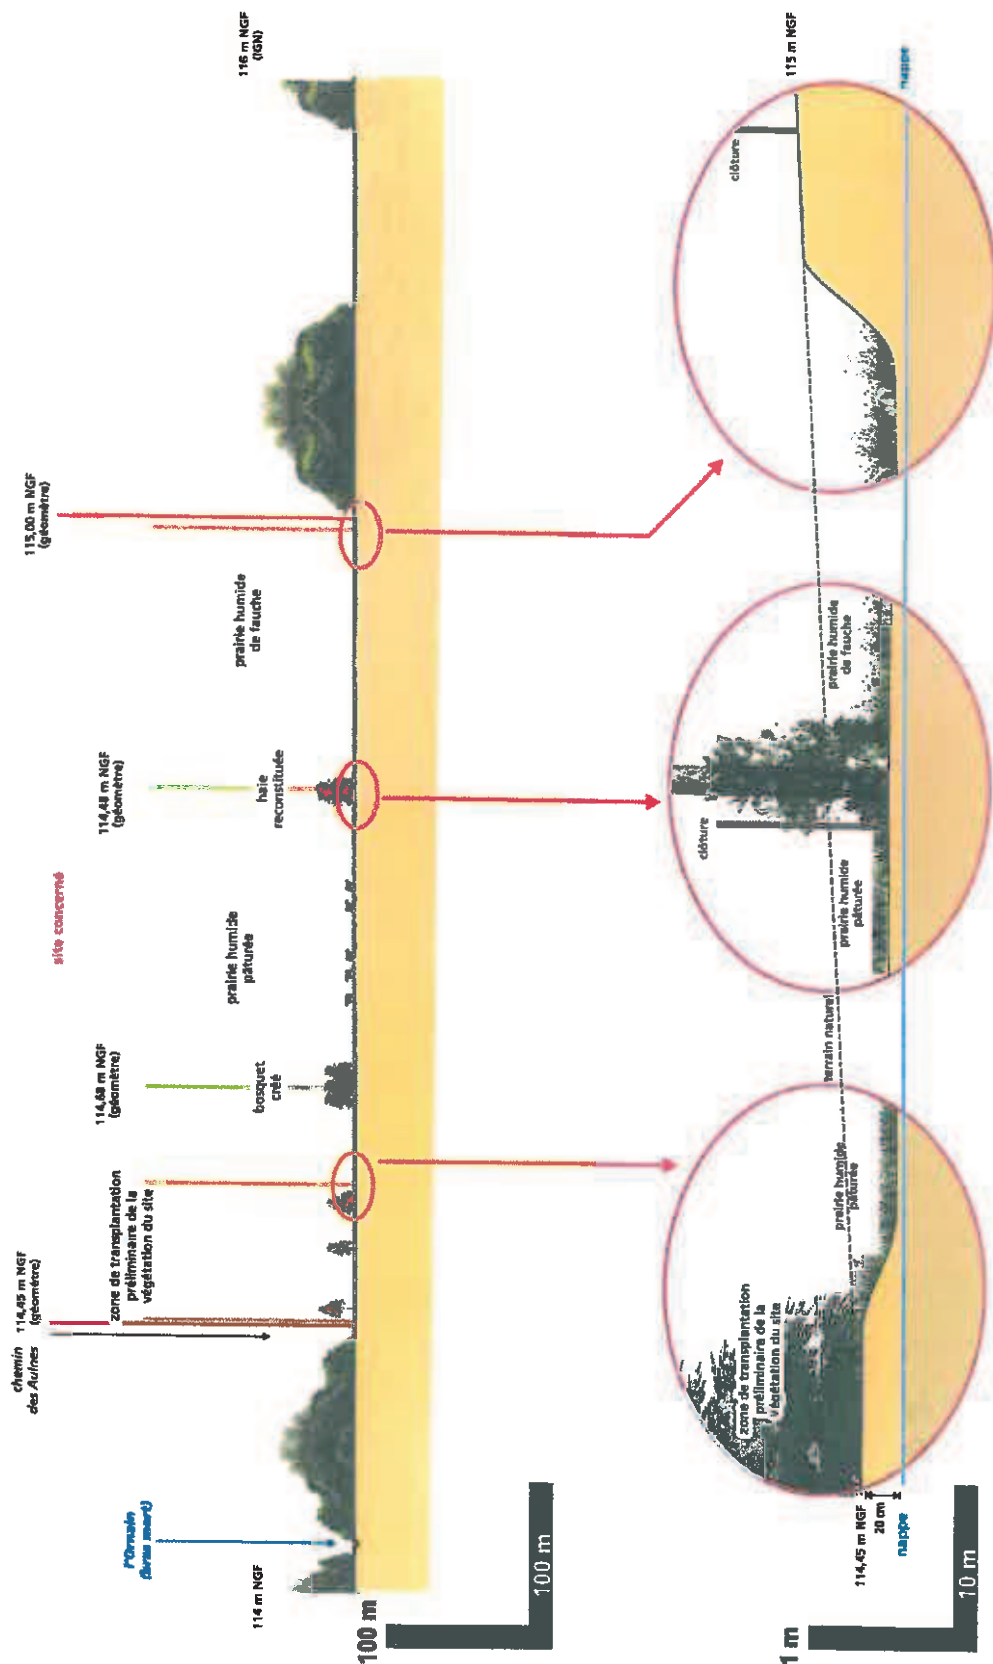 l'Ornain
(bras mort)
114 m NGF
chemin
des Aulnes
114,45 m NGF
(géomètre)
zone de transplantation
préliminaire de la
végétation du site
114,68 m NGF
(géomètre)
bosquet
créé
site concerné
prairie humide
pâturée
114,48 m NGF
(géomètre)
haie
reconstituée
prairie humide
de fauche
115,00 m NGF
(géomètre)
116 m NGF
(IGN)
100 m
100 m
114,45 m NGF
20 cm
nappe
zone de transplantation
préliminaire de la
végétation du site
prairie humide
pâturée
terrain naturel
prairie humide
pâturée
clôture
prairie humide
de fauche
clôture
115 m NGF
nappe
1 m
10 m